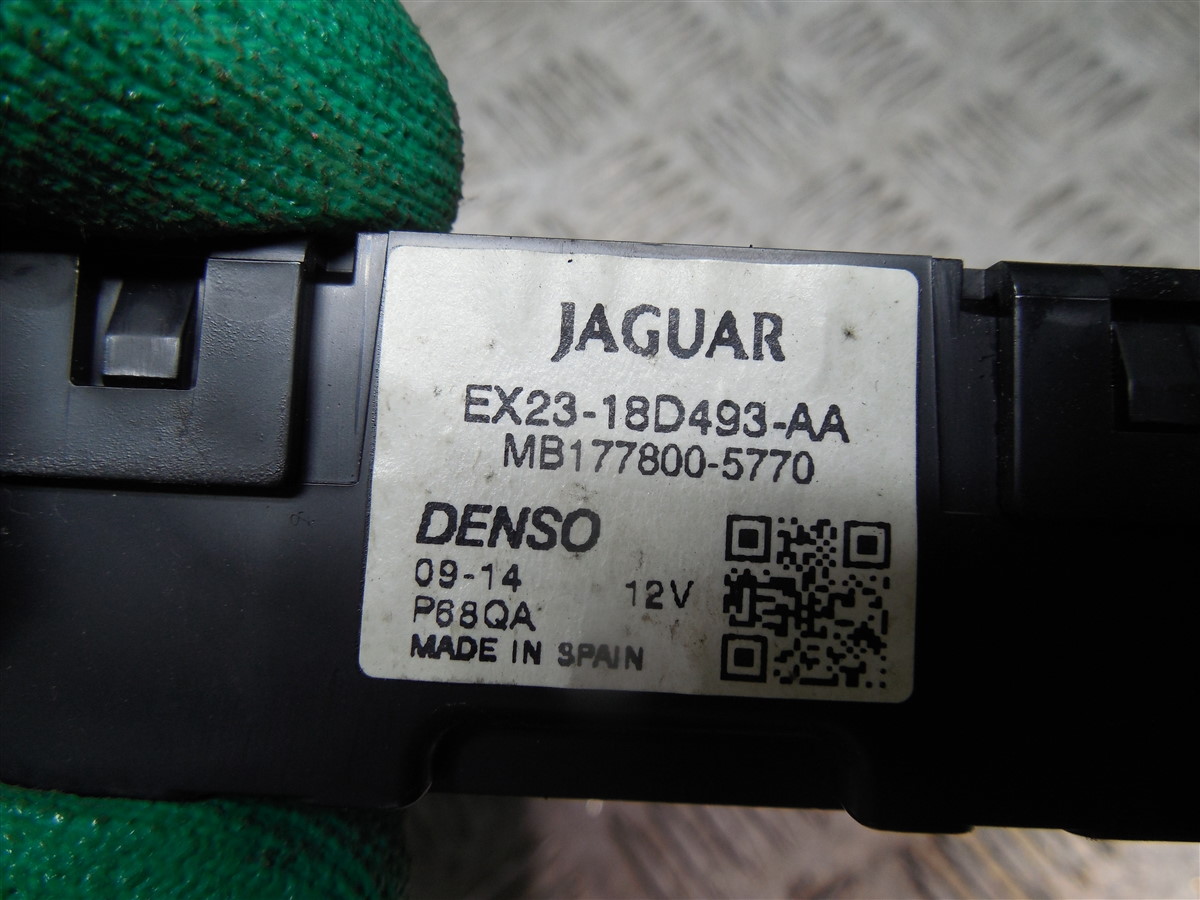 JAGUAR
EX23-18D493-AA
MB177800-5770
DENSO
09-14
12V
P68QA
MADE IN SPAIN